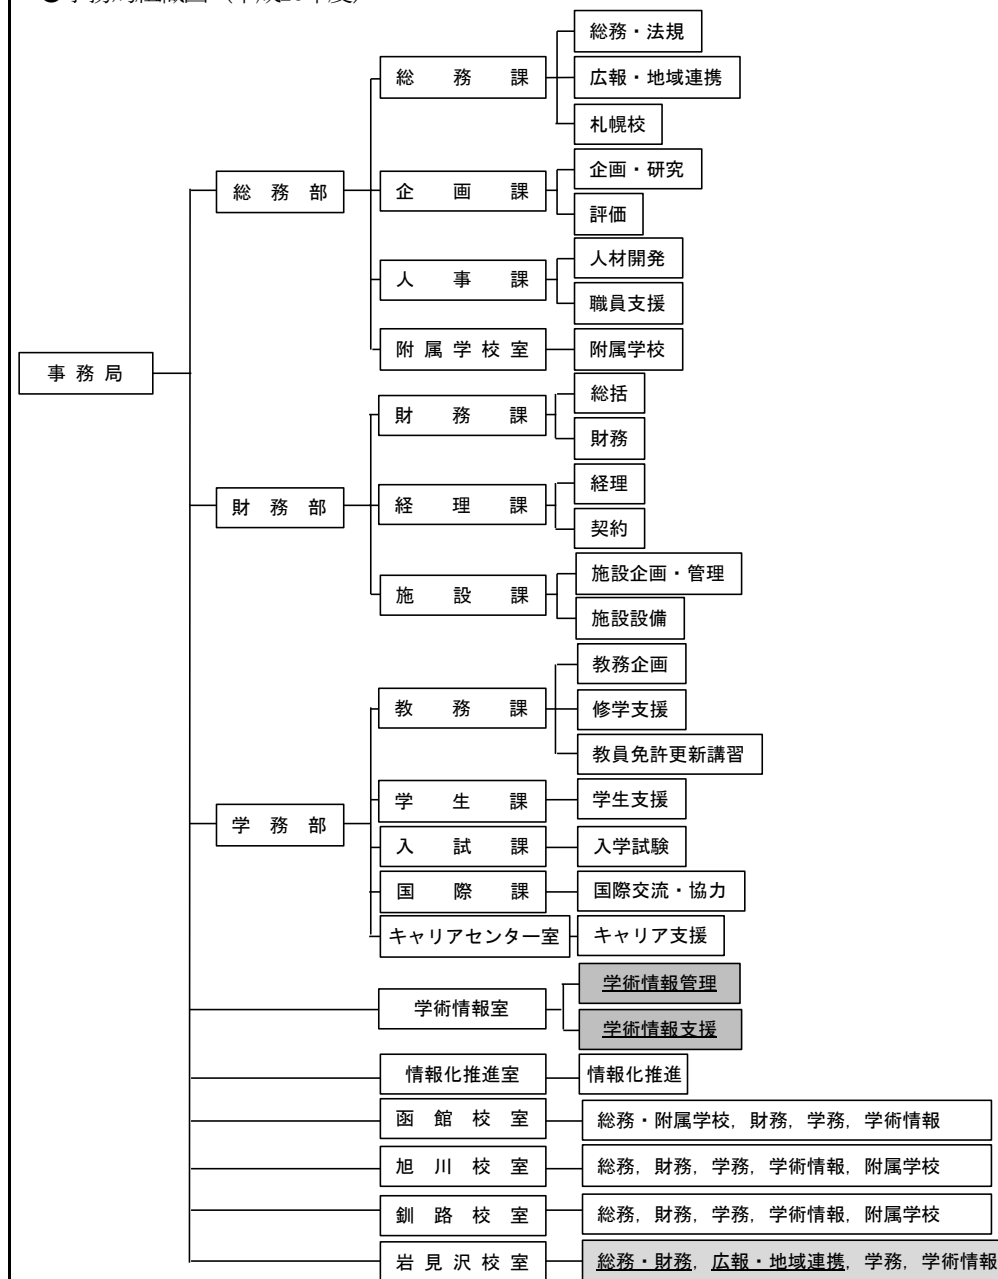 総務・法規
総務課
広報・地域連携
札幌校
企画・研究
総務部
企画課
評価
人材開発
人事課
職員支援
附属学校室
附属学校
事務局
総括
財務課
財務
経理
財務部
経理課
契約
施設企画・管理
施設課
施設設備
教務企画
教務課
修学支援
教員免許更新講習
学生課
学生支援
学務部
入試課
入学試験
国際課
国際交流・協力
キャリアセンター室
キャリア支援
学術情報管理
学術情報室
学術情報支援
情報化推進室
情報化推進
函館校室
総務・附属学校, 財務, 学務, 学術情報
旭川校室
総務, 財務, 学務, 学術情報, 附属学校
釧路校室
総務, 財務, 学務, 学術情報, 附属学校
岩見沢校室
総務・財務, 広報・地域連携, 学務, 学術情報